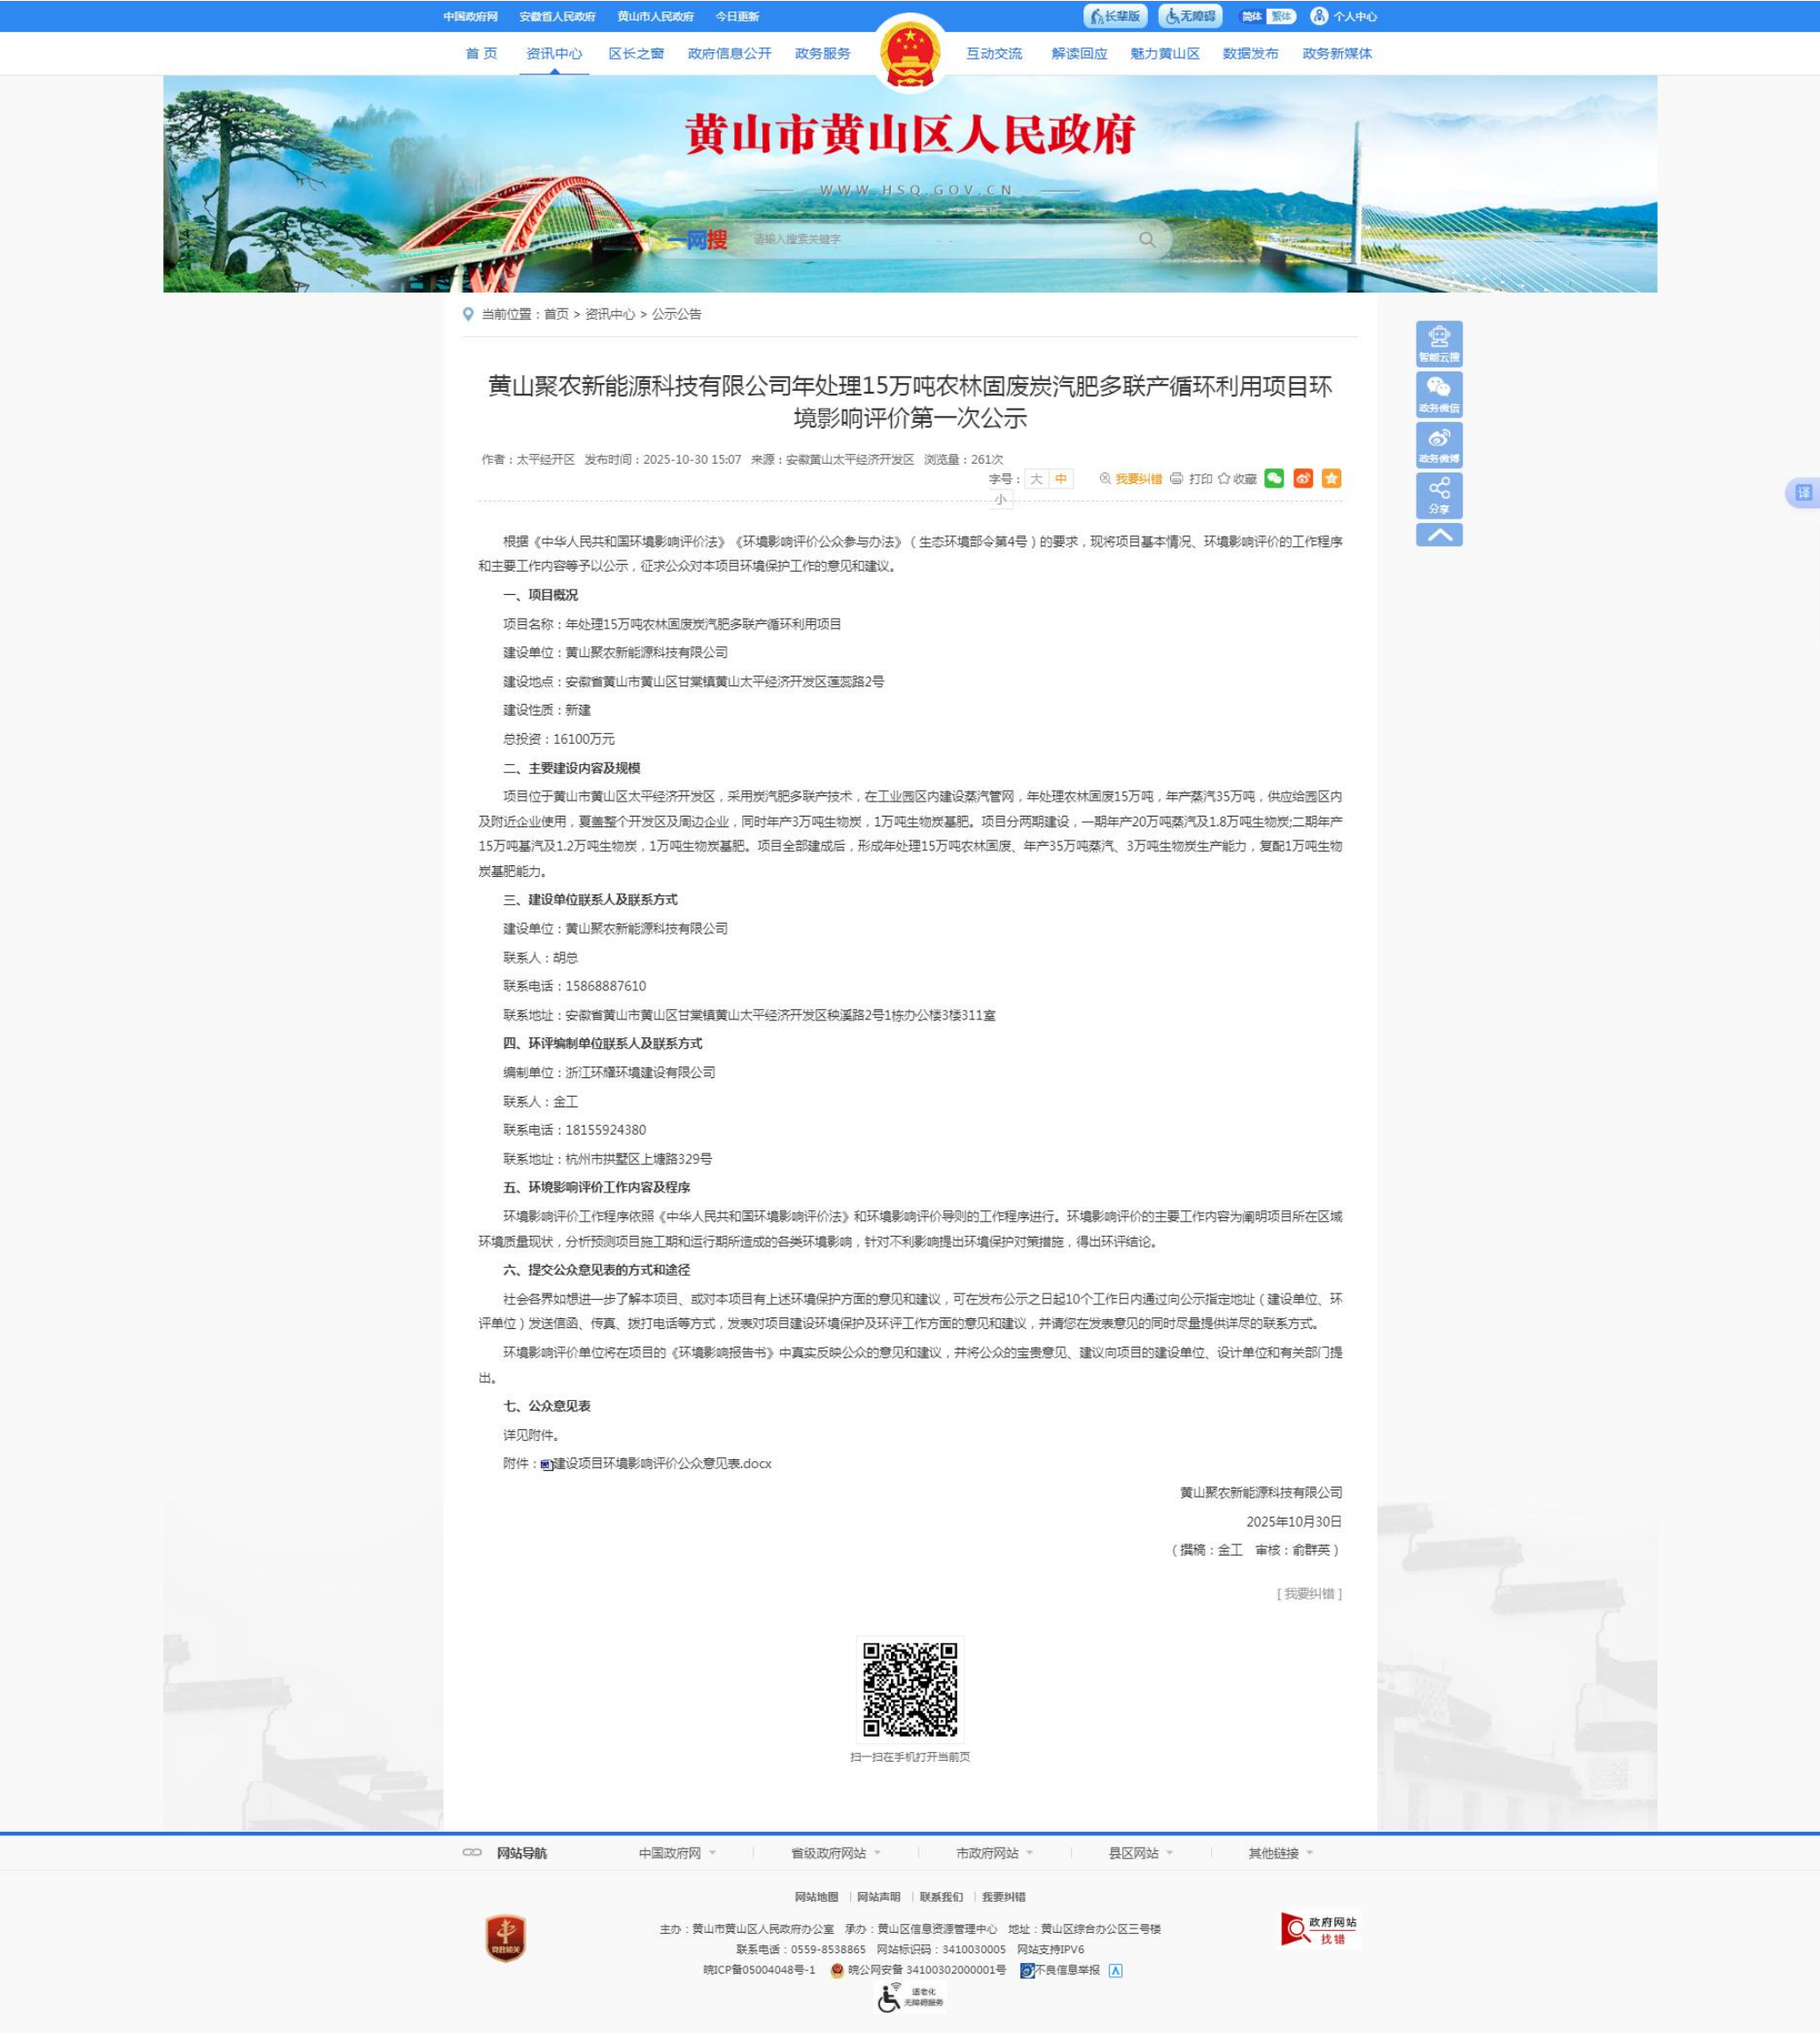 中国政府网 安徽省人民政府 黄山市人民政府 今日更新 长辈版 无障碍 简体 繁体 个人中心
首页 资讯中心 区长之窗 政府信息公开 政务服务 互动交流 解读回应 魅力黄山区 数据发布 政务新媒体
黄山市黄山区人民政府
WWW.HSQ.GOV.CN
一网搜 请输入搜索关键字
当前位置：首页 > 资讯中心 > 公示公告
智能云搜
政务微信
政务微博
分享
译
黄山聚农新能源科技有限公司年处理15万吨农林固废炭汽肥多联产循环利用项目环
境影响评价第一次公示
作者：太平经开区 发布时间：2025-10-30 15:07 来源：安徽黄山太平经济开发区 浏览量：261次
字号：大 中 我要纠错 打印 收藏
小
根据《中华人民共和国环境影响评价法》《环境影响评价公众参与办法》（生态环境部令第4号）的要求，现将项目基本情况、环境影响评价的工作程序
和主要工作内容等予以公示，征求公众对本项目环境保护工作的意见和建议。
一、项目概况
项目名称：年处理15万吨农林固废炭汽肥多联产循环利用项目
建设单位：黄山聚农新能源科技有限公司
建设地点：安徽省黄山市黄山区甘棠镇黄山太平经济开发区莲蕊路2号
建设性质：新建
总投资：16100万元
二、主要建设内容及规模
项目位于黄山市黄山区太平经济开发区，采用炭汽肥多联产技术，在工业园区内建设蒸汽管网，年处理农林固废15万吨，年产蒸汽35万吨，供应给园区内
及附近企业使用，覆盖整个开发区及周边企业，同时年产3万吨生物炭，1万吨生物炭基肥。项目分两期建设，一期年产20万吨蒸汽及1.8万吨生物炭;二期年产
15万吨基汽及1.2万吨生物炭，1万吨生物炭基肥。项目全部建成后，形成年处理15万吨农林固废、年产35万吨蒸汽、3万吨生物炭生产能力，复配1万吨生物
炭基肥能力。
三、建设单位联系人及联系方式
建设单位：黄山聚农新能源科技有限公司
联系人：胡总
联系电话：15868887610
联系地址：安徽省黄山市黄山区甘棠镇黄山太平经济开发区秧溪路2号1栋办公楼3楼311室
四、环评编制单位联系人及联系方式
编制单位：浙江环耀环境建设有限公司
联系人：金工
联系电话：18155924380
联系地址：杭州市拱墅区上塘路329号
五、环境影响评价工作内容及程序
环境影响评价工作程序依照《中华人民共和国环境影响评价法》和环境影响评价导则的工作程序进行。环境影响评价的主要工作内容为阐明项目所在区域
环境质量现状，分析预测项目施工期和运行期所造成的各类环境影响，针对不利影响提出环境保护对策措施，得出环评结论。
六、提交公众意见表的方式和途径
社会各界如想进一步了解本项目、或对本项目有上述环境保护方面的意见和建议，可在发布公示之日起10个工作日内通过向公示指定地址（建设单位、环
评单位）发送信函、传真、拨打电话等方式，发表对项目建设环境保护及环评工作方面的意见和建议，并请您在发表意见的同时尽量提供详尽的联系方式。
环境影响评价单位将在项目的《环境影响报告书》中真实反映公众的意见和建议，并将公众的宝贵意见、建议向项目的建设单位、设计单位和有关部门提
出。
七、公众意见表
详见附件。
附件：建设项目环境影响评价公众意见表.docx
黄山聚农新能源科技有限公司
2025年10月30日
（撰稿：金工 审核：俞群英）
[ 我要纠错 ]
扫一扫在手机打开当前页
网站导航 中国政府网 省级政府网站 市政府网站 县区网站 其他链接
网站地图 网站声明 联系我们 我要纠错
主办：黄山市黄山区人民政府办公室 承办：黄山区信息资源管理中心 地址：黄山区综合办公区三号楼
联系电话：0559-8538865 网站标识码：3410030005 网站支持IPV6
皖ICP备05004048号-1 皖公网安备 34100302000001号 不良信息举报
适老化
无障碍服务
党政机关
政府网站
找错